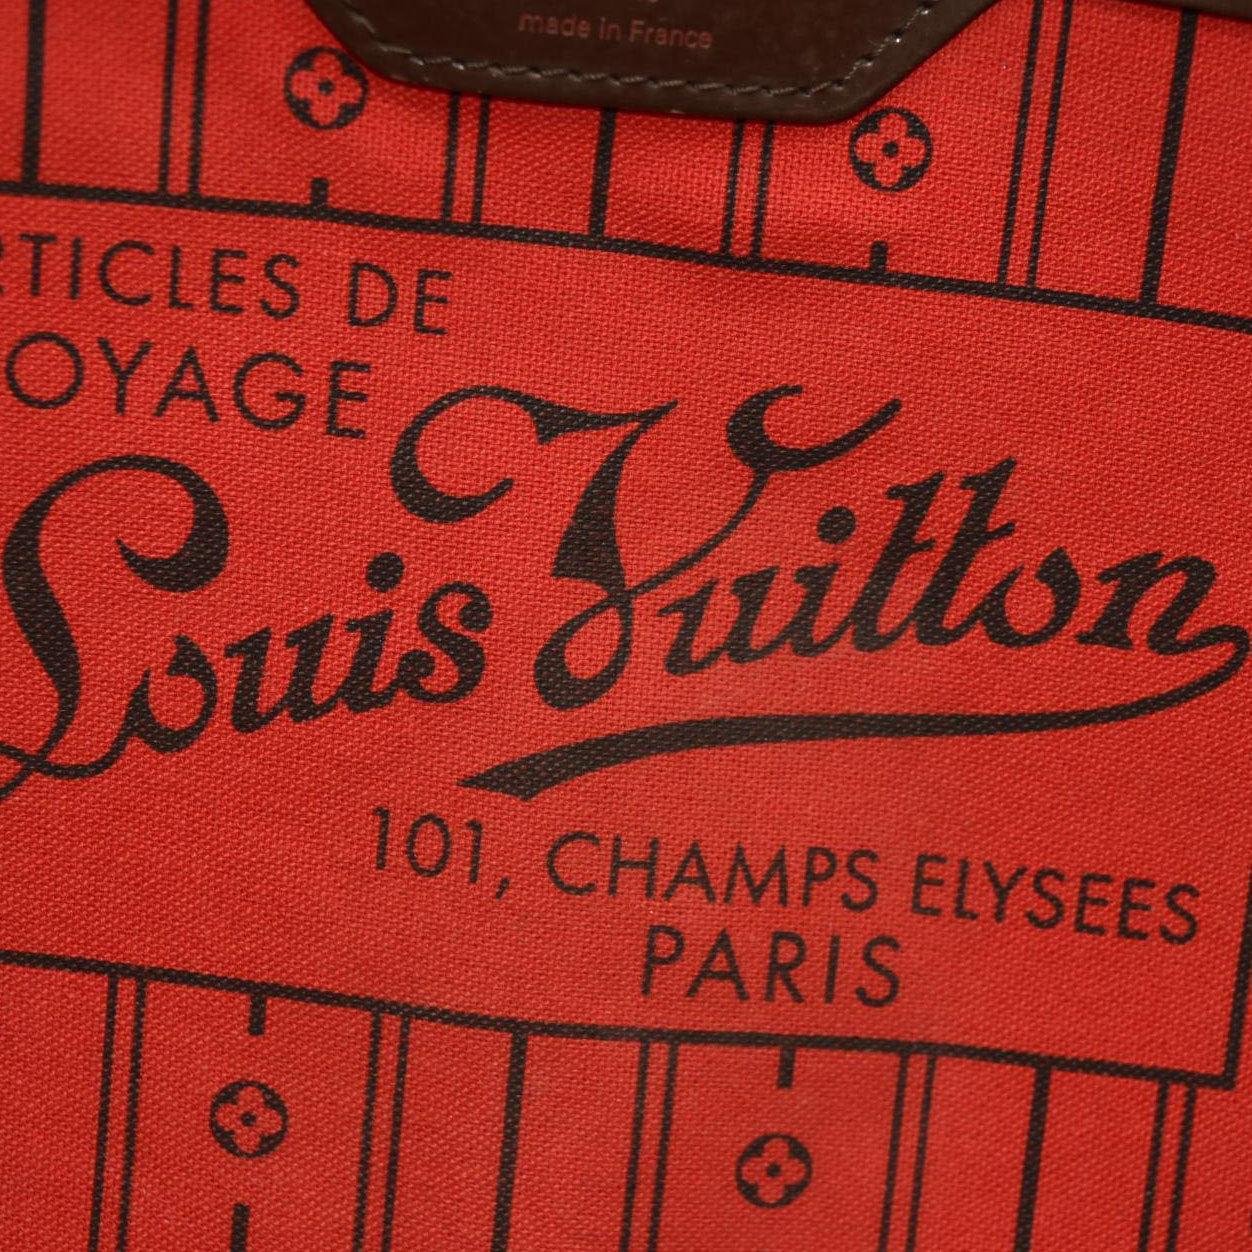 made in France
RTICLES DE
OYAGE
Louis Vuitton
101, CHAMPS ELYSEES
PARIS